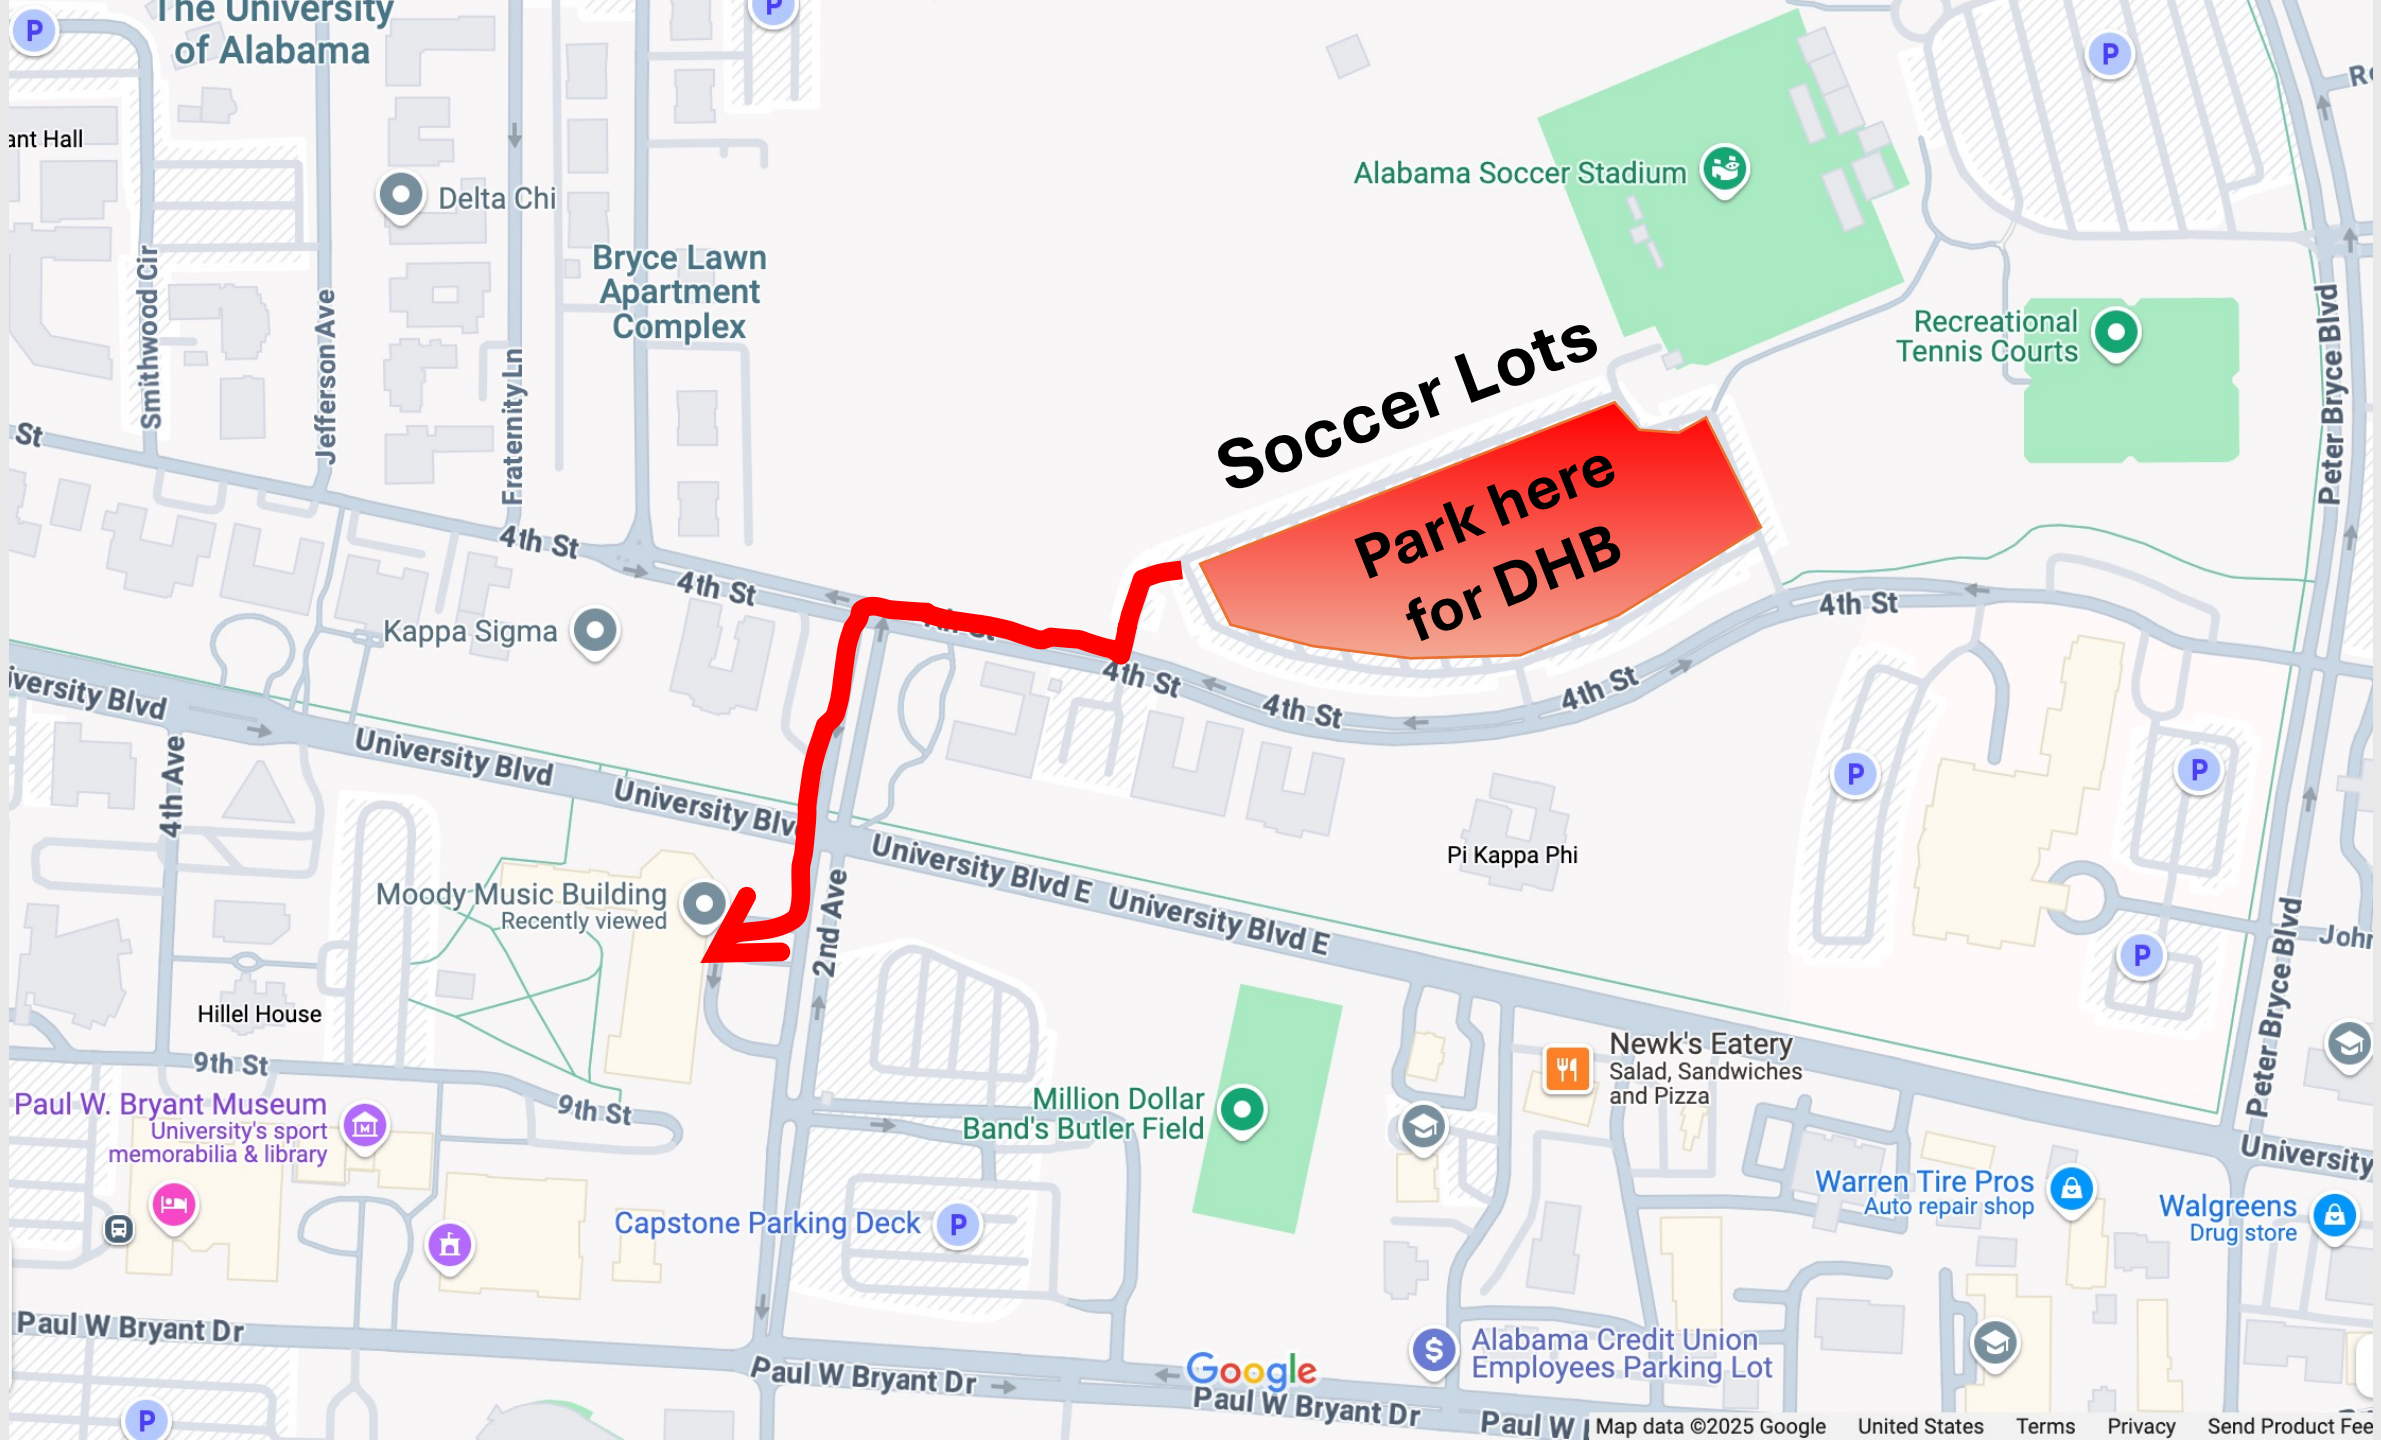 The University
of Alabama
P
P
P
ant Hall
Delta Chi
Alabama Soccer Stadium
Bryce Lawn
Apartment
Complex
Smithwood Cir
Jefferson Ave
Fraternity Ln
Peter Bryce Blvd
Recreational
Tennis Courts
Soccer Lots
Park here
for DHB
St
4th St
4th St
4th St
4th St
4th St
4th St
Kappa Sigma
iversity Blvd
University Blvd
University Blv
4th Ave
University Blvd E
University Blvd E
2nd Ave
Pi Kappa Phi
P
P
P
Moody Music Building
Recently viewed
John
Peter Bryce Blvd
Hillel House
9th St
9th St
Newk's Eatery
Salad, Sandwiches
and Pizza
Paul W. Bryant Museum
University's sport
memorabilia & library
Million Dollar
Band's Butler Field
University
Warren Tire Pros
Auto repair shop
Walgreens
Drug store
Capstone Parking Deck
P
Paul W Bryant Dr
Paul W Bryant Dr
Google
Paul W Bryant Dr
Paul W
Alabama Credit Union
Employees Parking Lot
P
Map data ©2025 Google
United States
Terms
Privacy
Send Product Fee